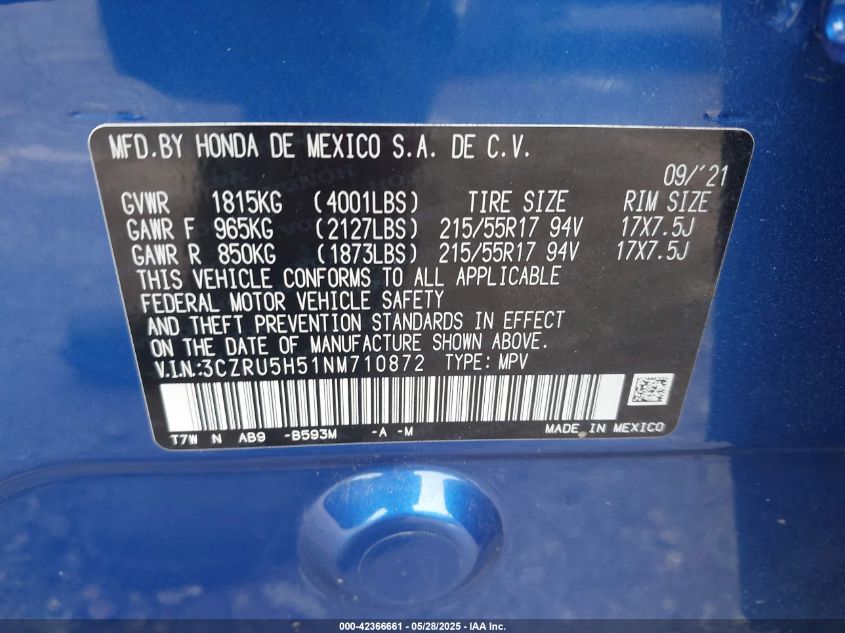 MFD.BY HONDA DE MEXICO S.A. DE C.V.
09/'21
GVWR 1815KG (4001LBS) TIRE SIZE RIM SIZE
GAWR F 965KG (2127LBS) 215/55R17 94V 17X7.5J
GAWR R 850KG (1873LBS) 215/55R17 94V 17X7.5J
THIS VEHICLE CONFORMS TO ALL APPLICABLE
FEDERAL MOTOR VEHICLE SAFETY
AND THEFT PREVENTION STANDARDS IN EFFECT
ON THE DATE OF MANUFACTURE SHOWN ABOVE.
V.I.N:3CZRU5H51NM710872 TYPE: MPV
T7W N AB9 -B593M -A -M MADE IN MEXICO
000-42366661 - 05/28/2025 - IAA Inc.